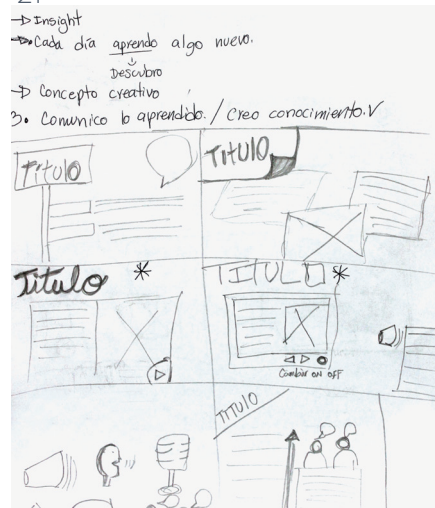 → Insight
→ Cada día aprendo algo nuevo.
Descubro
→ Concepto creativo
3. Comunico lo aprendido. / Creo conocimiento. V
Título
TITULO
Titulo *
TITULO *
Cambiar ON OFF
TITULO